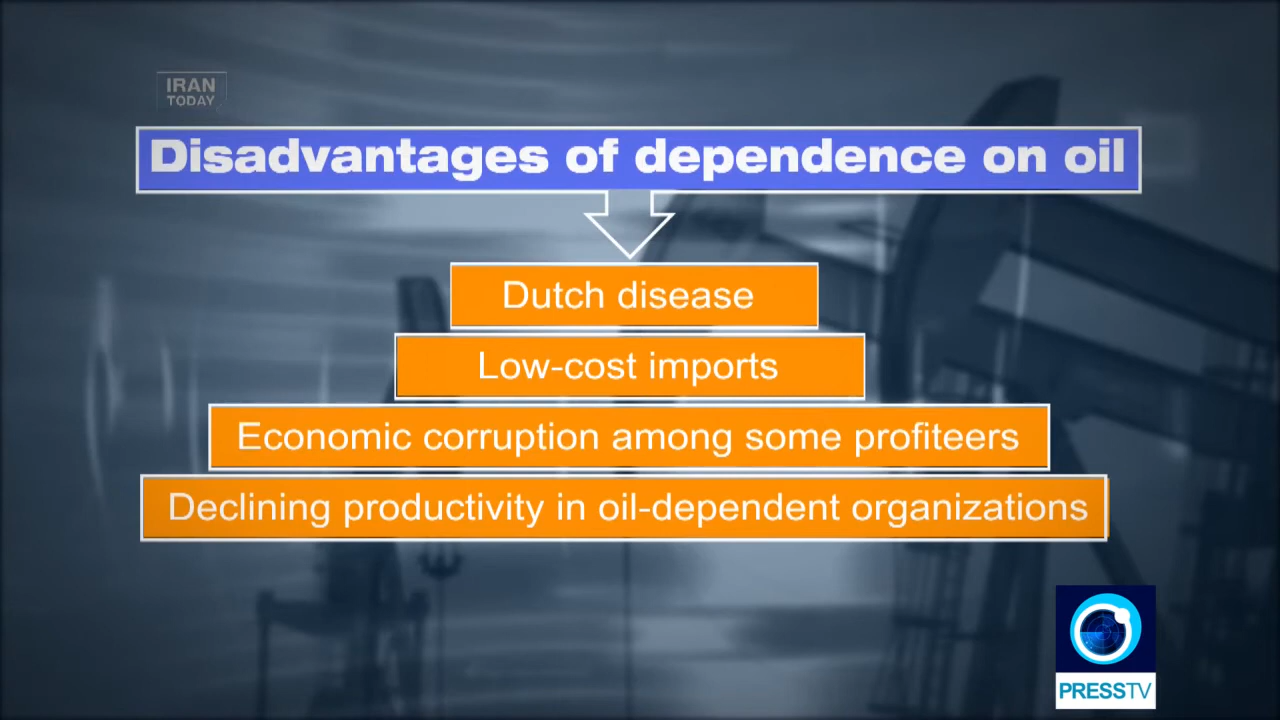 IRAN
TODAY
Disadvantages of dependence on oil
Dutch disease
Low-cost imports
Economic corruption among some profiteers
Declining productivity in oil-dependent organizations
PRESSTV